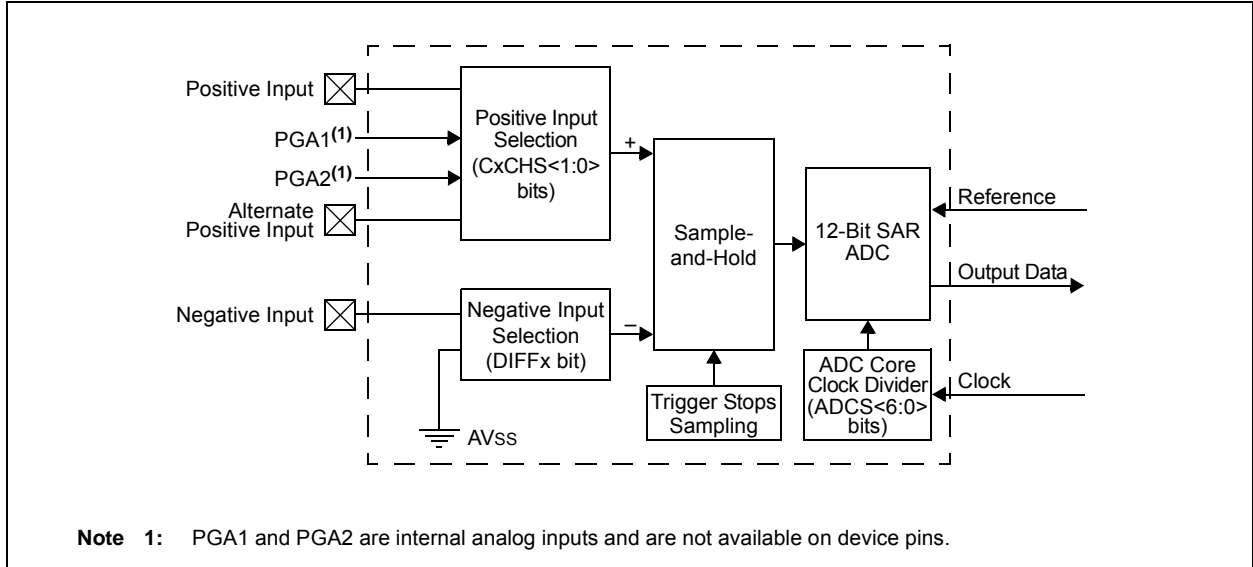 Positive Input
PGA1(1)
PGA2(1)
Alternate
Positive Input
Positive Input
Selection
(CxCHS<1:0>
bits)
+
Negative Input
Negative Input
Selection
(DIFFx bit)
–
AVSS
Sample-
and-Hold
Trigger Stops
Sampling
12-Bit SAR
ADC
Reference
Output Data
ADC Core
Clock Divider
(ADCS<6:0>
bits)
Clock
Note 1: PGA1 and PGA2 are internal analog inputs and are not available on device pins.